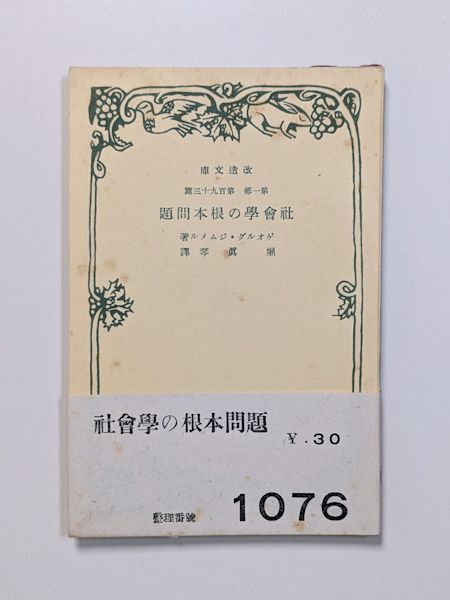 改造文庫
第一部 第百九十三篇
社會學の根本問題
ゲオルグ・ジムメル著
堀眞琴譯
社會學の根本問題
¥.30
整理番號 1076